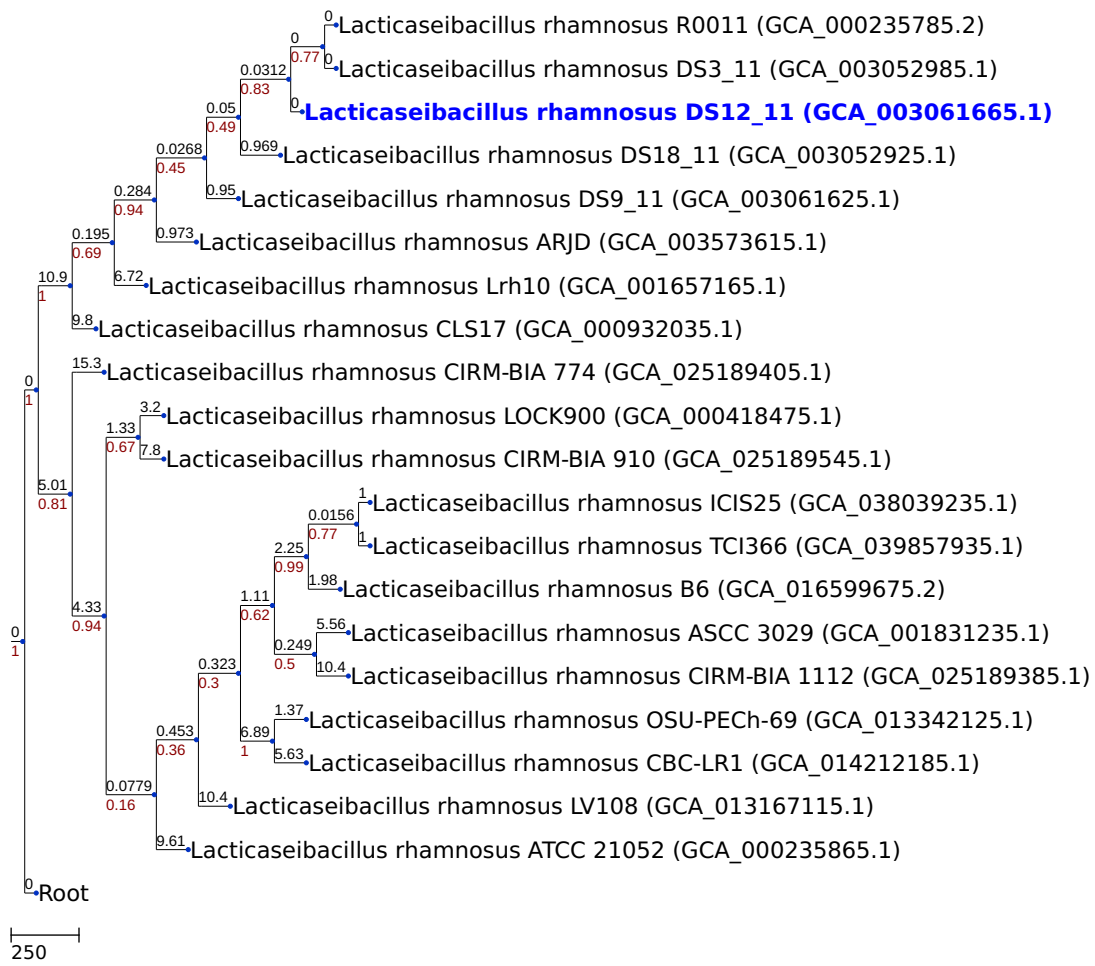 0
Lacticaseibacillus rhamnosus R0011 (GCA_000235785.2)
0
0.77
0
Lacticaseibacillus rhamnosus DS3_11 (GCA_003052985.1)
0.0312
0.83
0
Lacticaseibacillus rhamnosus DS12_11 (GCA_003061665.1)
0.05
0.49
0.969
Lacticaseibacillus rhamnosus DS18_11 (GCA_003052925.1)
0.0268
0.45
0.95
Lacticaseibacillus rhamnosus DS9_11 (GCA_003061625.1)
0.284
0.94
0.973
Lacticaseibacillus rhamnosus ARJD (GCA_003573615.1)
0.195
0.69
6.72
Lacticaseibacillus rhamnosus Lrh10 (GCA_001657165.1)
10.9
1
9.8
Lacticaseibacillus rhamnosus CLS17 (GCA_000932035.1)
0
1
15.3
Lacticaseibacillus rhamnosus CIRM-BIA 774 (GCA_025189405.1)
3.2
Lacticaseibacillus rhamnosus LOCK900 (GCA_000418475.1)
1.33
0.67
7.8
Lacticaseibacillus rhamnosus CIRM-BIA 910 (GCA_025189545.1)
5.01
0.81
1
Lacticaseibacillus rhamnosus ICIS25 (GCA_038039235.1)
0.0156
0.77
1
Lacticaseibacillus rhamnosus TCI366 (GCA_039857935.1)
2.25
0.99
1.98
Lacticaseibacillus rhamnosus B6 (GCA_016599675.2)
1.11
0.62
4.33
0.94
5.56
Lacticaseibacillus rhamnosus ASCC 3029 (GCA_001831235.1)
0
1
0.249
0.5
10.4
Lacticaseibacillus rhamnosus CIRM-BIA 1112 (GCA_025189385.1)
0.323
0.3
1.37
Lacticaseibacillus rhamnosus OSU-PECh-69 (GCA_013342125.1)
0.453
0.36
6.89
1
5.63
Lacticaseibacillus rhamnosus CBC-LR1 (GCA_014212185.1)
0.0779
0.16
10.4
Lacticaseibacillus rhamnosus LV108 (GCA_013167115.1)
9.61
Lacticaseibacillus rhamnosus ATCC 21052 (GCA_000235865.1)
0
Root
250